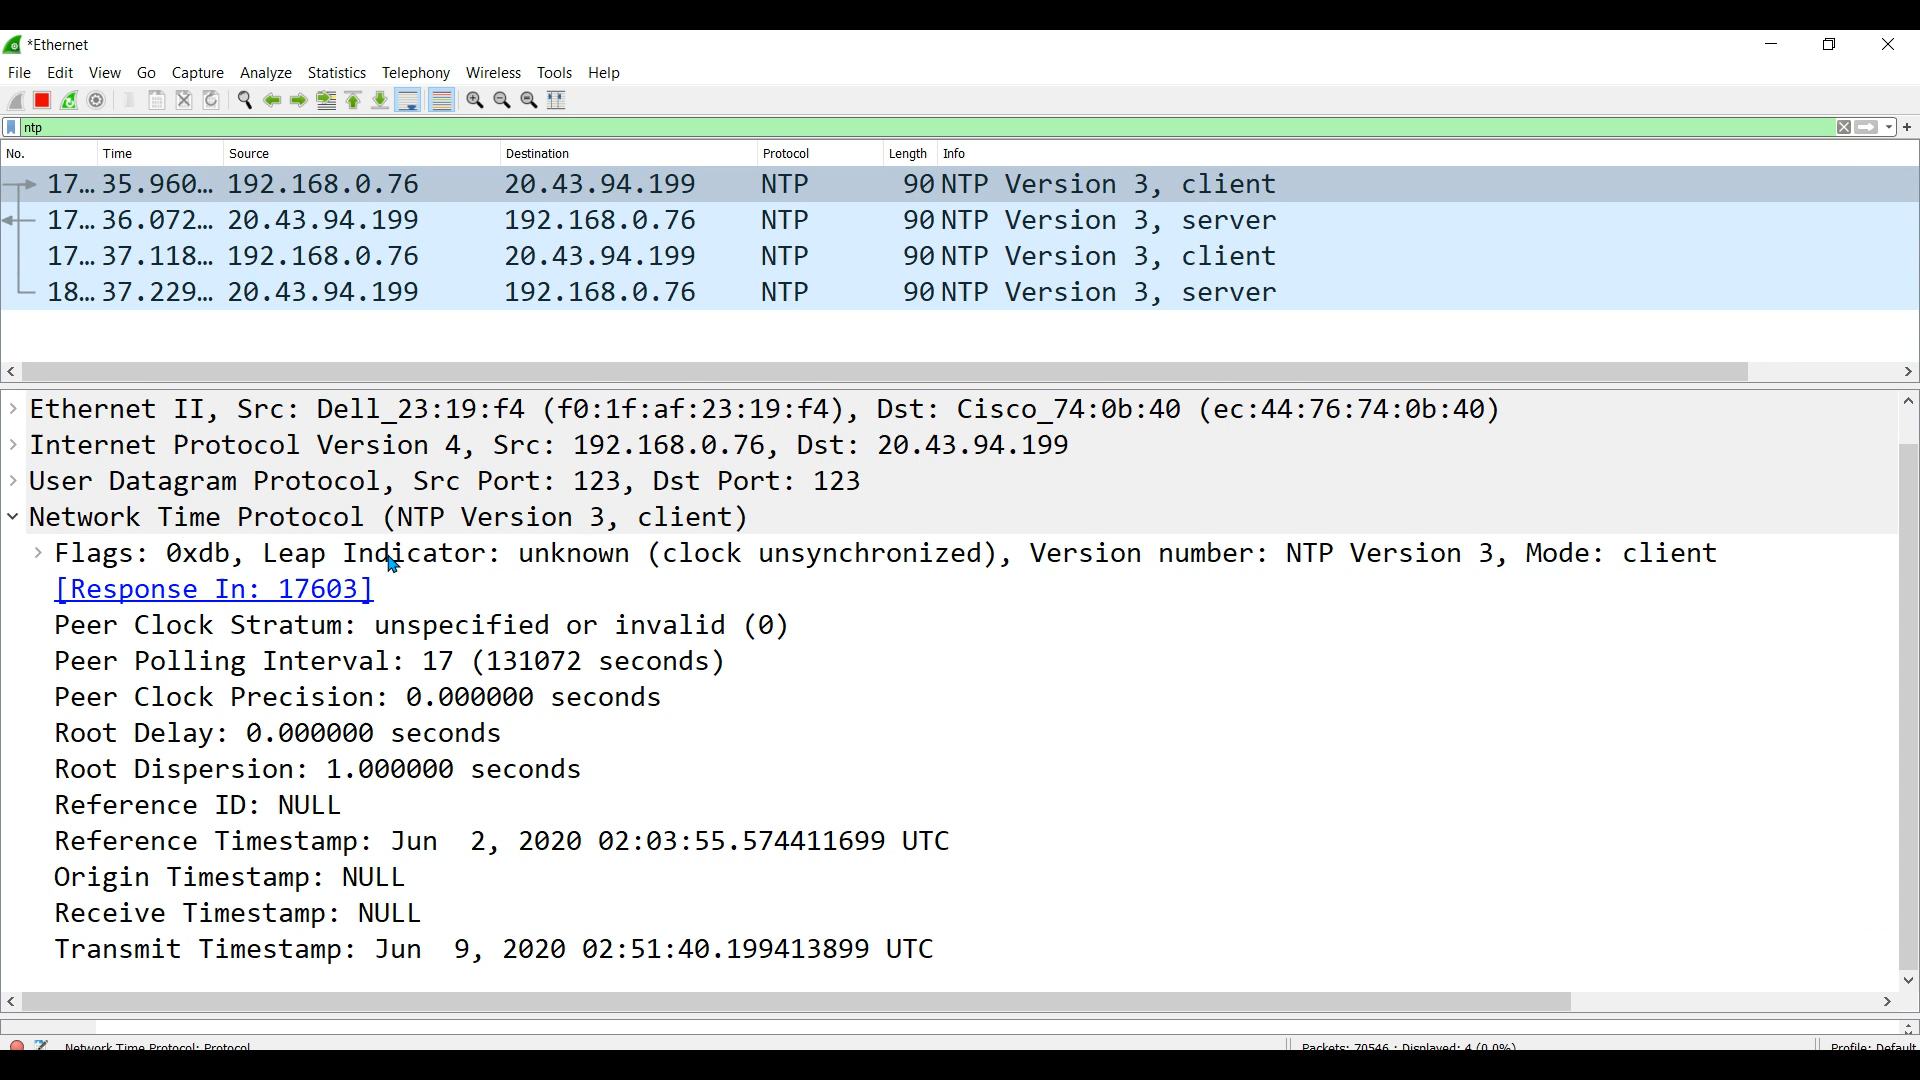 *Ethernet
File Edit View Go Capture Analyze Statistics Telephony Wireless Tools Help
ntp
No. Time Source Destination Protocol Length Info
17… 35.960… 192.168.0.76 20.43.94.199 NTP 90 NTP Version 3, client
17… 36.072… 20.43.94.199 192.168.0.76 NTP 90 NTP Version 3, server
17… 37.118… 192.168.0.76 20.43.94.199 NTP 90 NTP Version 3, client
18… 37.229… 20.43.94.199 192.168.0.76 NTP 90 NTP Version 3, server
Ethernet II, Src: Dell_23:19:f4 (f0:1f:af:23:19:f4), Dst: Cisco_74:0b:40 (ec:44:76:74:0b:40)
Internet Protocol Version 4, Src: 192.168.0.76, Dst: 20.43.94.199
User Datagram Protocol, Src Port: 123, Dst Port: 123
Network Time Protocol (NTP Version 3, client)
Flags: 0xdb, Leap Indicator: unknown (clock unsynchronized), Version number: NTP Version 3, Mode: client
[Response In: 17603]
Peer Clock Stratum: unspecified or invalid (0)
Peer Polling Interval: 17 (131072 seconds)
Peer Clock Precision: 0.000000 seconds
Root Delay: 0.000000 seconds
Root Dispersion: 1.000000 seconds
Reference ID: NULL
Reference Timestamp: Jun  2, 2020 02:03:55.574411699 UTC
Origin Timestamp: NULL
Receive Timestamp: NULL
Transmit Timestamp: Jun  9, 2020 02:51:40.199413899 UTC
Network Time Protocol: Protocol Packets: 70546 · Displayed: 4 (0.0%) Profile: Default